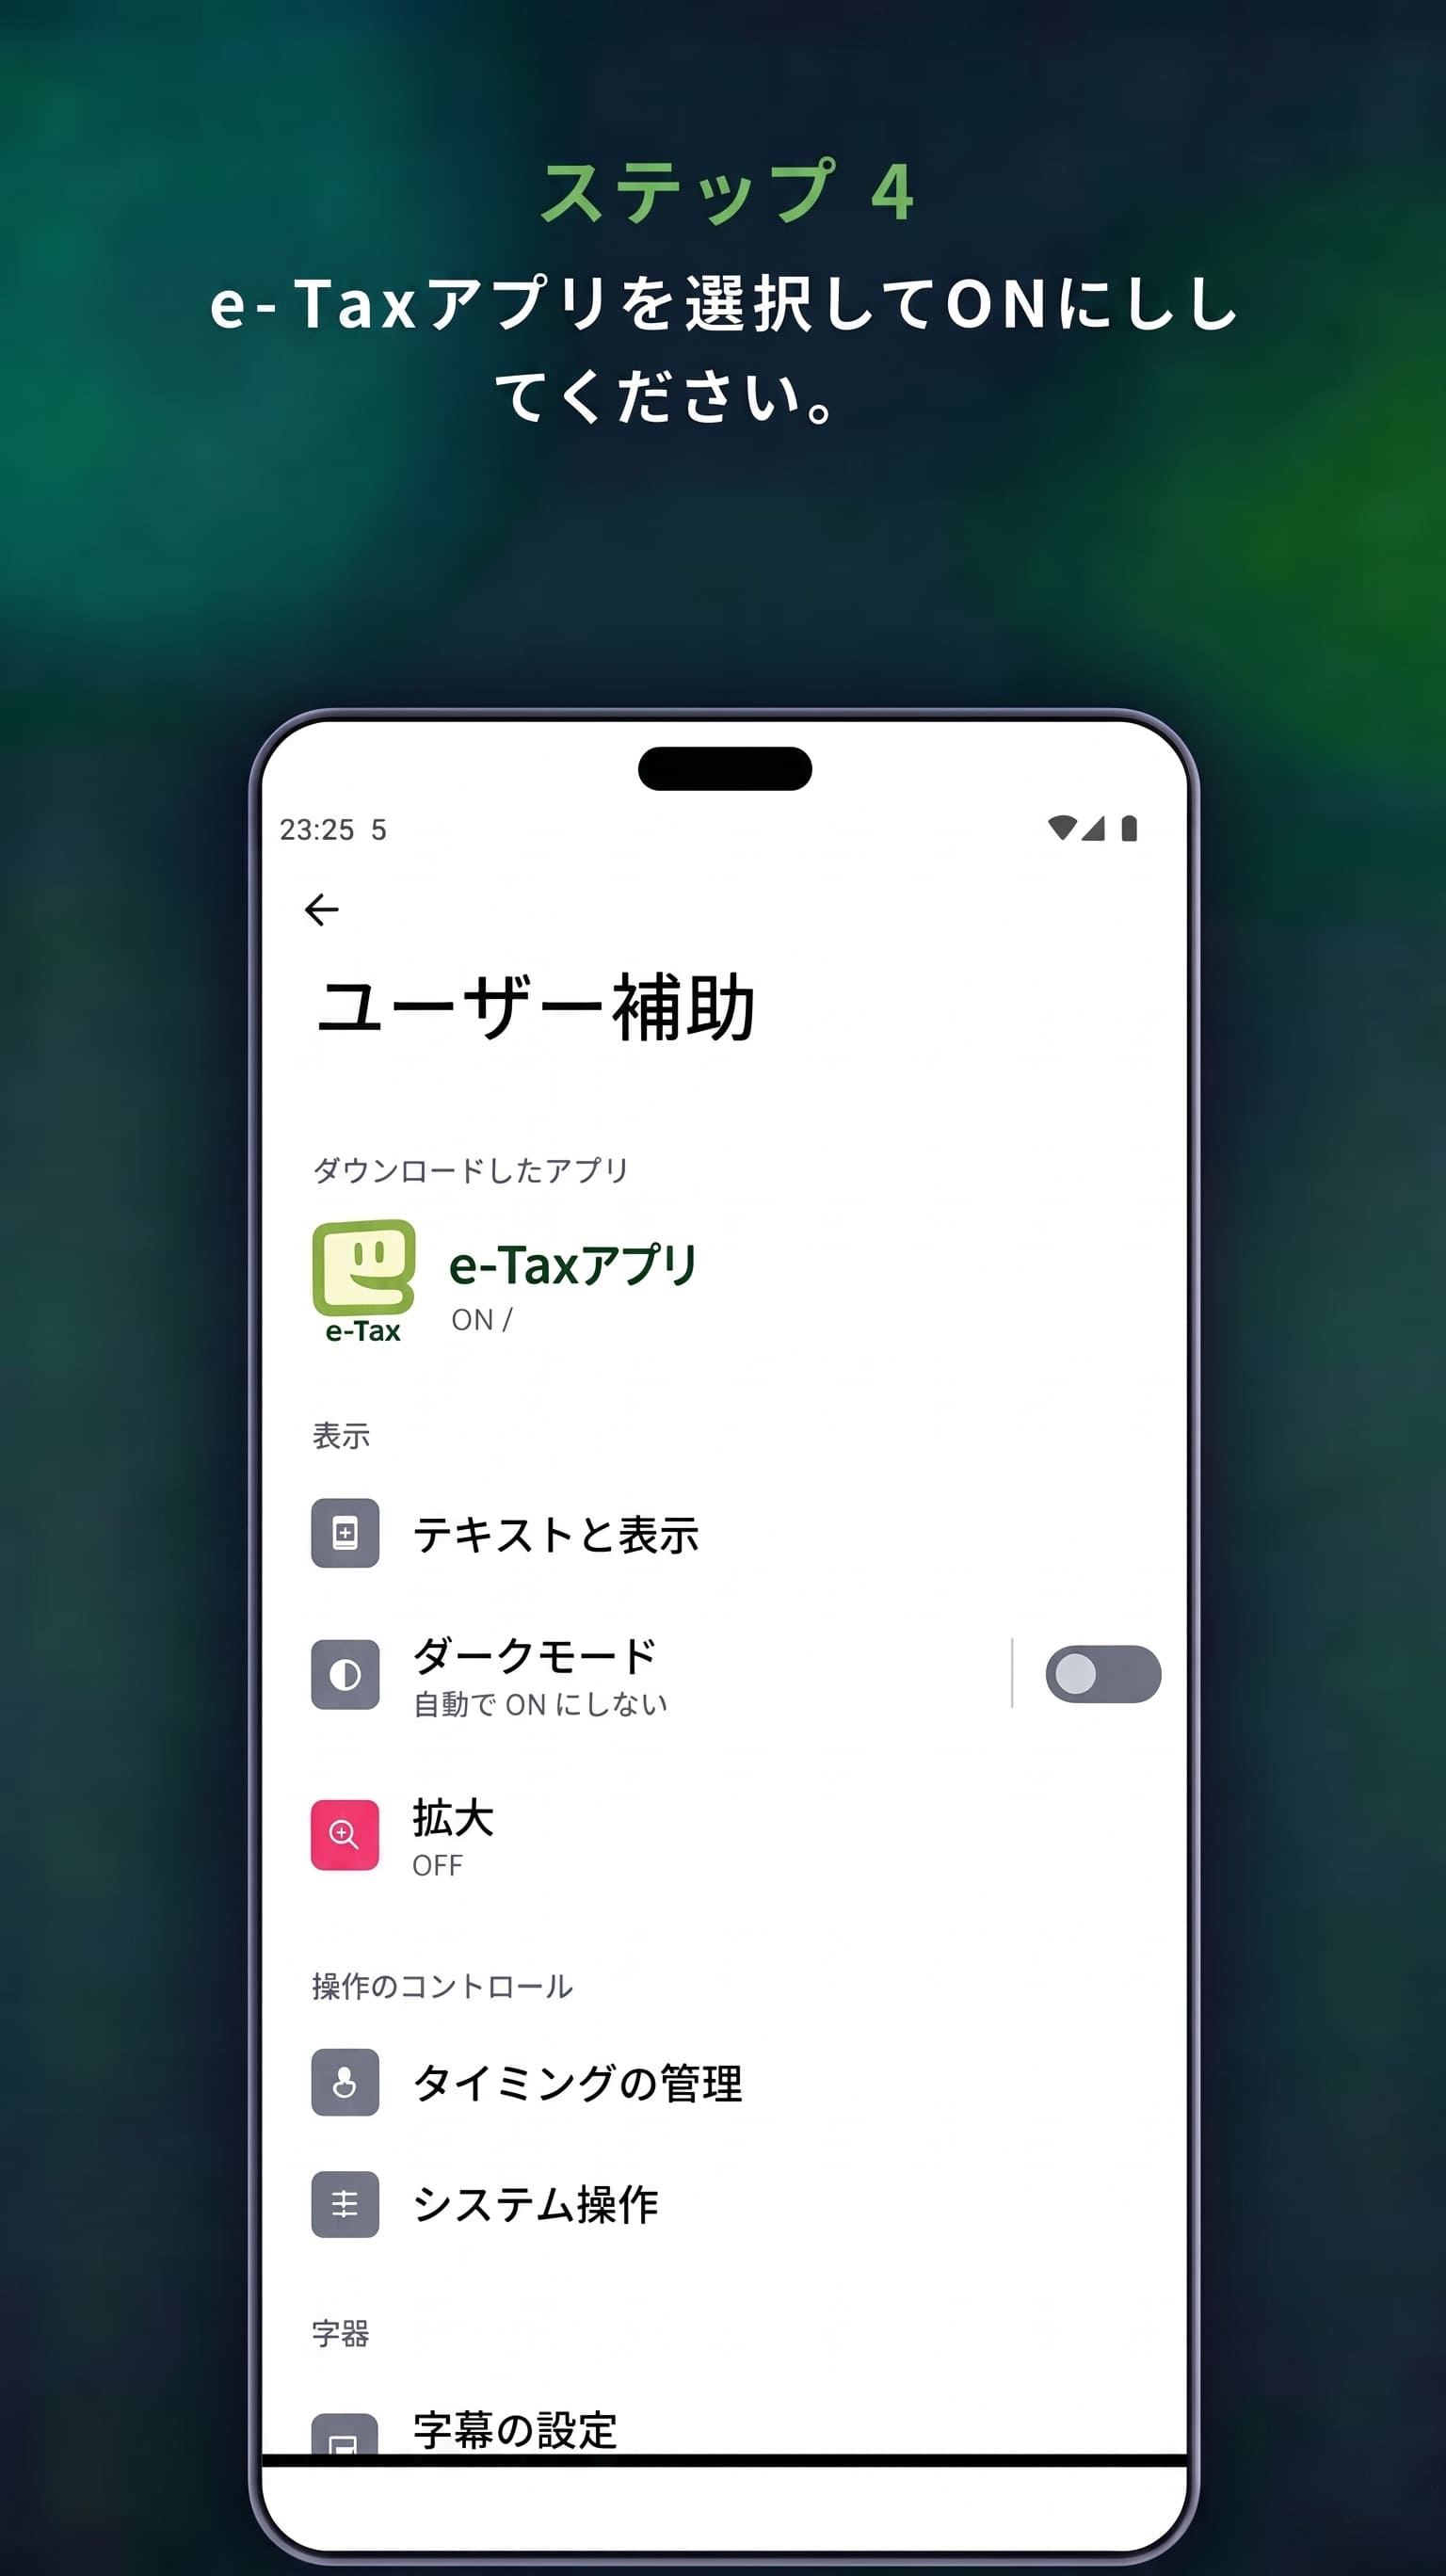 ステップ 4
e-Taxアプリを選択してONにしし
てください。
23:25 5
ユーザー補助
ダウンロードしたアプリ
e-Taxアプリ
ON /
e-Tax
表示
テキストと表示
ダークモード
自動で ON にしない
拡大
OFF
操作のコントロール
タイミングの管理
システム操作
字器
字幕の設定